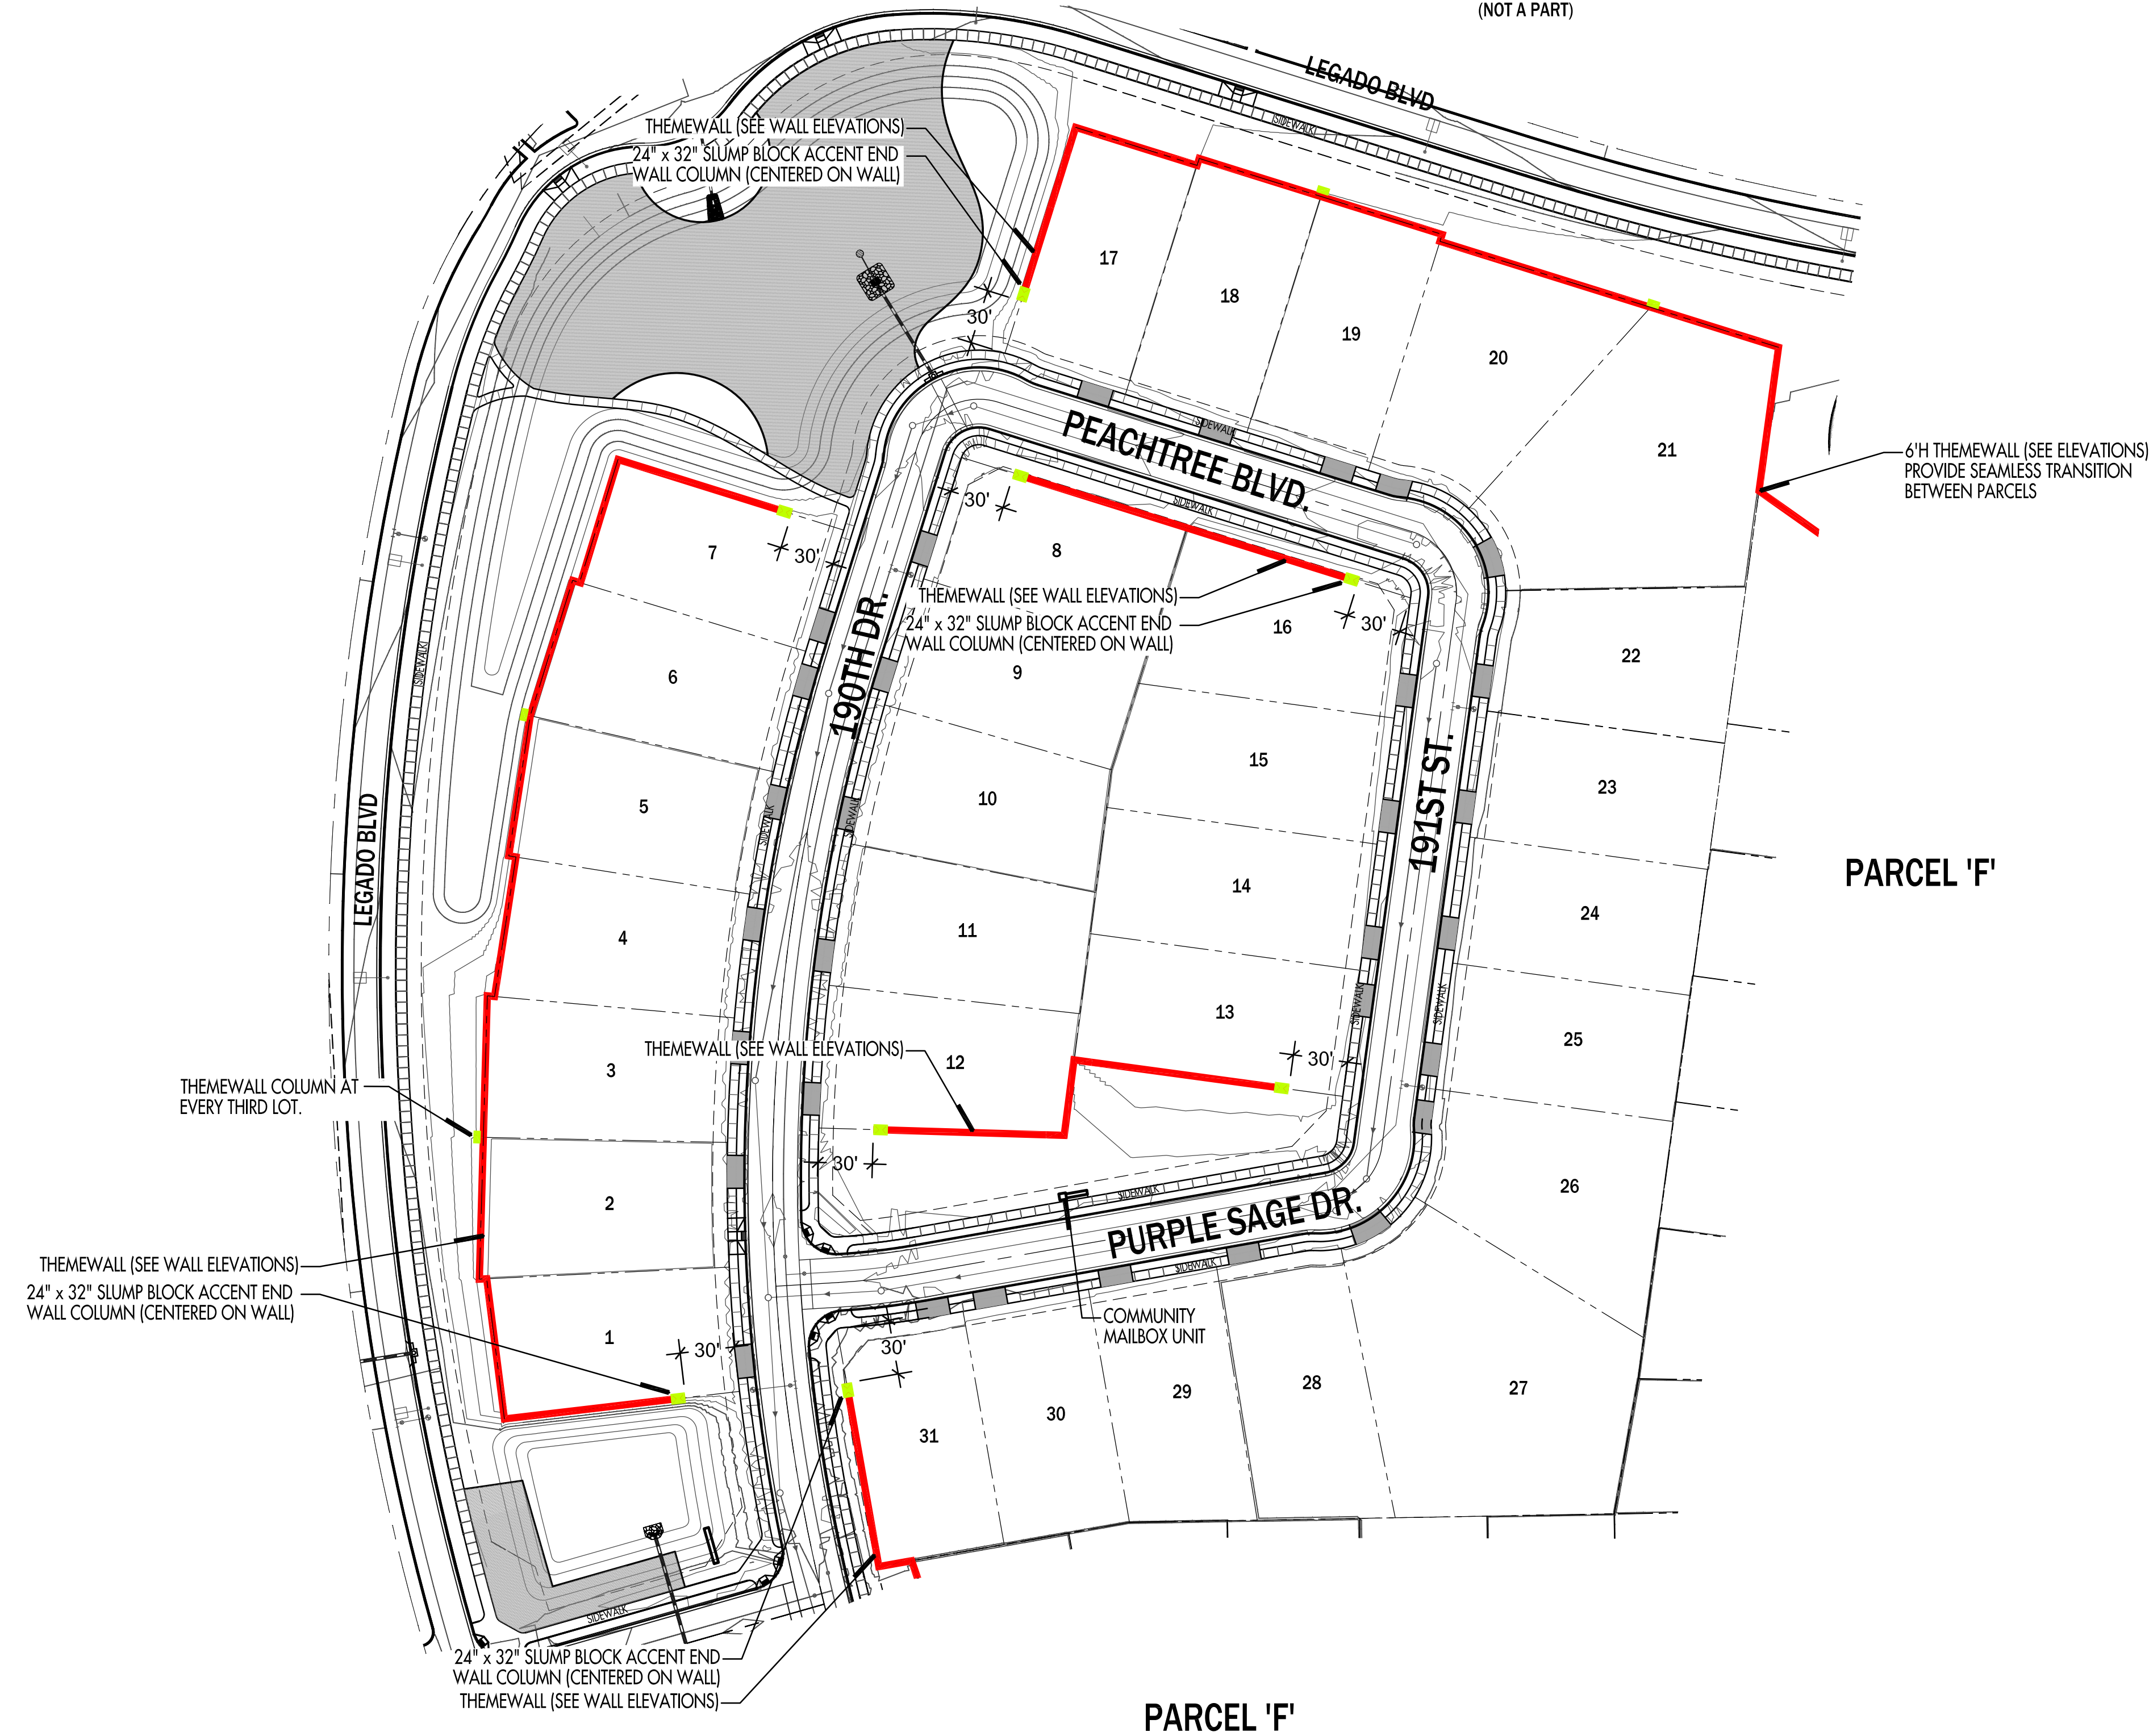 (NOT A PART)
LEGADO BLVD
SIDEWALK
THEMEWALL (SEE WALL ELEVATIONS)
24" x 32" SLUMP BLOCK ACCENT END
WALL COLUMN (CENTERED ON WALL)
17
18
19
20
21
30'
PEACHTREE BLVD.
SIDEWALK
SIDEWALK
6'H THEMEWALL (SEE ELEVATIONS)
PROVIDE SEAMLESS TRANSITION
BETWEEN PARCELS
7
30'
30'
8
THEMEWALL (SEE WALL ELEVATIONS)
24" x 32" SLUMP BLOCK ACCENT END
WALL COLUMN (CENTERED ON WALL)
16
30'
190TH DR.
SIDEWALK
6
9
22
5
10
15
191ST ST.
23
SIDEWALK
SIDEWALK
LEGADO BLVD
PARCEL 'F'
4
11
14
24
3
THEMEWALL (SEE WALL ELEVATIONS)
12
13
30'
SIDEWALK
SIDEWALK
25
THEMEWALL COLUMN AT
EVERY THIRD LOT.
2
30'
SIDEWALK
PURPLE SAGE DR.
SIDEWALK
26
THEMEWALL (SEE WALL ELEVATIONS)
24" x 32" SLUMP BLOCK ACCENT END
WALL COLUMN (CENTERED ON WALL)
1
30'
30'
COMMUNITY
MAILBOX UNIT
31
30
29
28
27
SIDEWALK
24" x 32" SLUMP BLOCK ACCENT END
WALL COLUMN (CENTERED ON WALL)
THEMEWALL (SEE WALL ELEVATIONS)
PARCEL 'F'